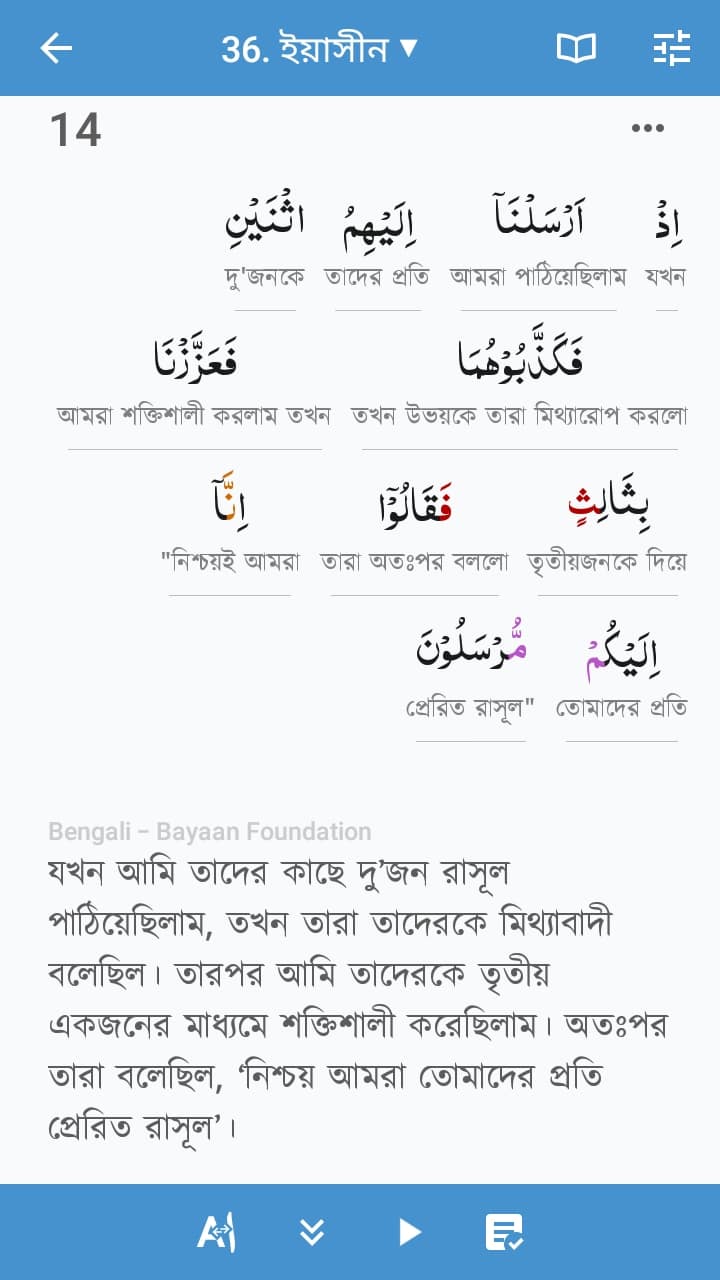 36. ইয়াসীন ▼
14
اِذْ اَرْسَلْنَاۤ اِلَيْهِمُ اثْنَيْنِ
যখন আমরা পাঠিয়েছিলাম তাদের প্রতি দু'জনকে
فَكَذَّبُوْهُمَا فَعَزَّزْنَا
তখন উভয়কে তারা মিথ্যারোপ করলো আমরা শক্তিশালী করলাম তখন
بِثَالِثٍ فَقَالُوْۤا اِنَّاۤ
তৃতীয়জনকে দিয়ে তারা অতঃপর বললো "নিশ্চয়ই আমরা
اِلَيْكُمْ مُّرْسَلُوْنَ
তোমাদের প্রতি প্রেরিত রাসূল"
Bengali – Bayaan Foundation
যখন আমি তাদের কাছে দু’জন রাসূল
পাঠিয়েছিলাম, তখন তারা তাদেরকে মিথ্যাবাদী
বলেছিল। তারপর আমি তাদেরকে তৃতীয়
একজনের মাধ্যমে শক্তিশালী করেছিলাম। অতঃপর
তারা বলেছিল, ‘নিশ্চয় আমরা তোমাদের প্রতি
প্রেরিত রাসূল’।